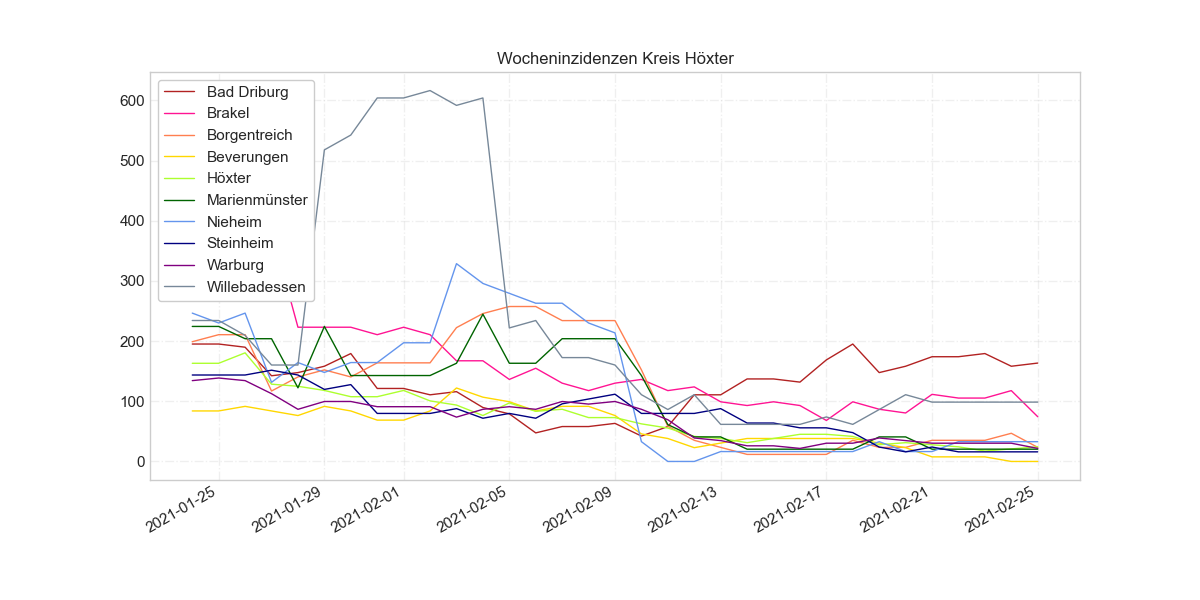 Wocheninzidenzen Kreis Höxter
600
500
400
300
200
100
0
Bad Driburg
Brakel
Borgentreich
Beverungen
Höxter
Marienmünster
Nieheim
Steinheim
Warburg
Willebadessen
2021-01-25
2021-01-29
2021-02-01
2021-02-05
2021-02-09
2021-02-13
2021-02-17
2021-02-21
2021-02-25